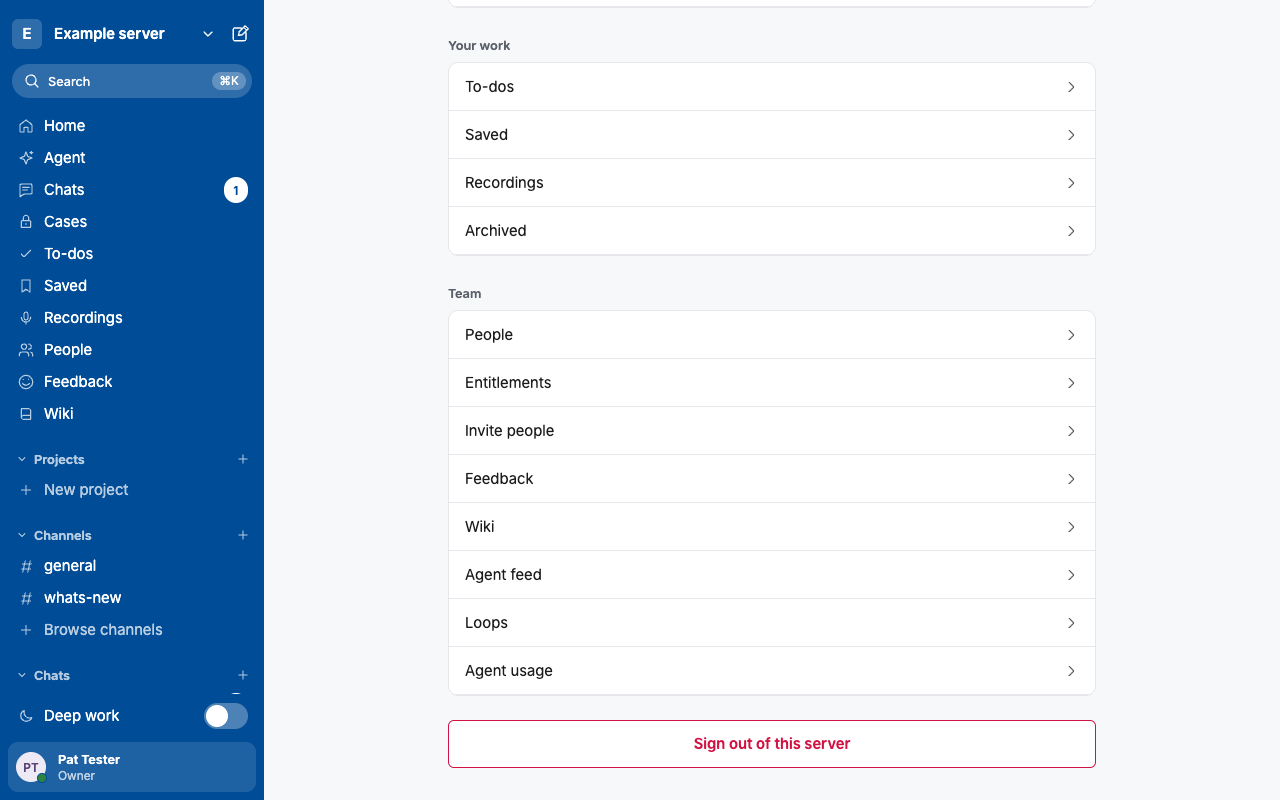 E Example server
Search ⌘K
Home
Agent
Chats 1
Cases
To-dos
Saved
Recordings
People
Feedback
Wiki
Projects
New project
Channels
general
whats-new
Browse channels
Chats
Deep work
PT Pat Tester
Owner
Your work
To-dos
Saved
Recordings
Archived
Team
People
Entitlements
Invite people
Feedback
Wiki
Agent feed
Loops
Agent usage
Sign out of this server